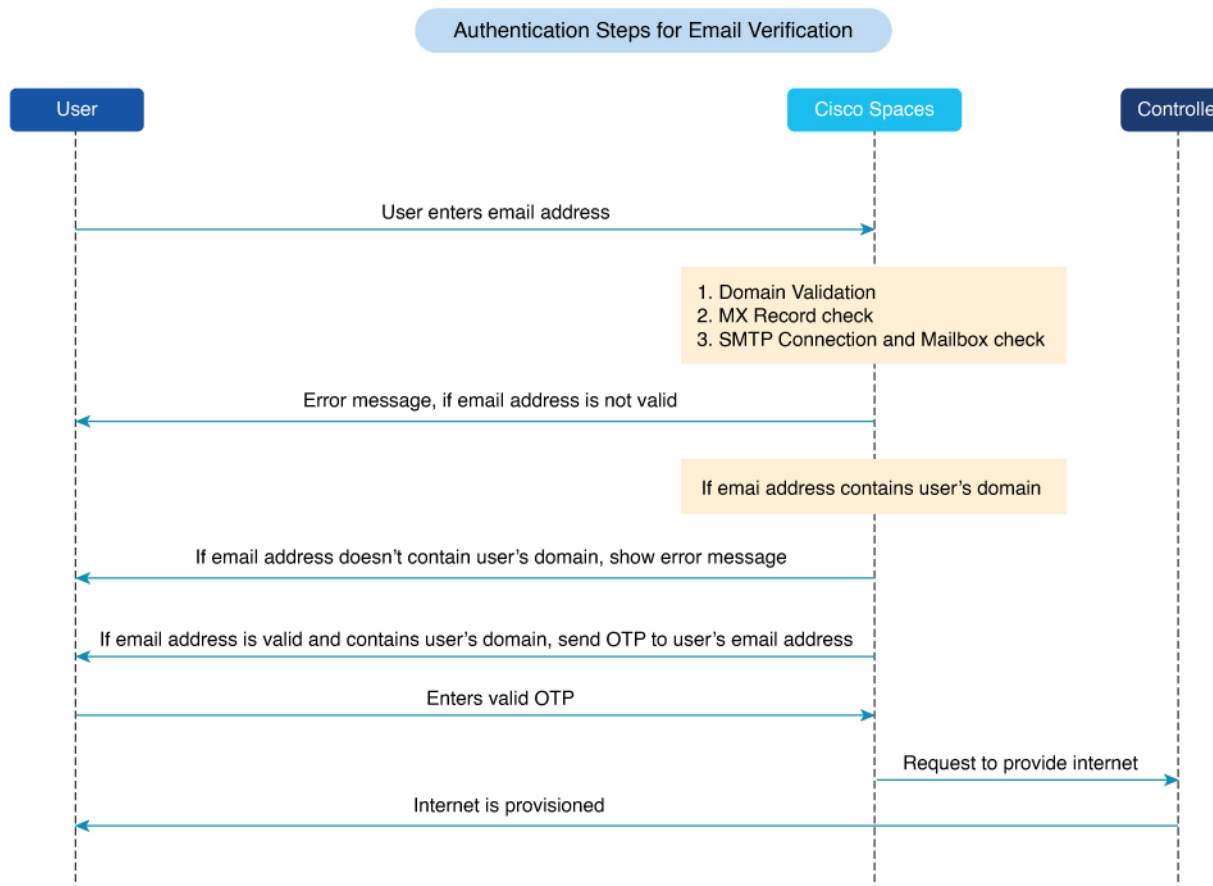 Authentication Steps for Email Verification
User
Cisco Spaces
Controlle
User enters email address
1. Domain Validation
2. MX Record check
3. SMTP Connection and Mailbox check
Error message, if email address is not valid
If emai address contains user’s domain
If email address doesn’t contain user’s domain, show error message
If email address is valid and contains user’s domain, send OTP to user’s email address
Enters valid OTP
Request to provide internet
Internet is provisioned